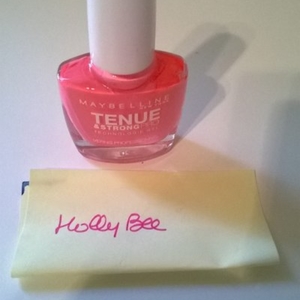 MAYBELLINE
TENUE
& STRONG
Holly Bee